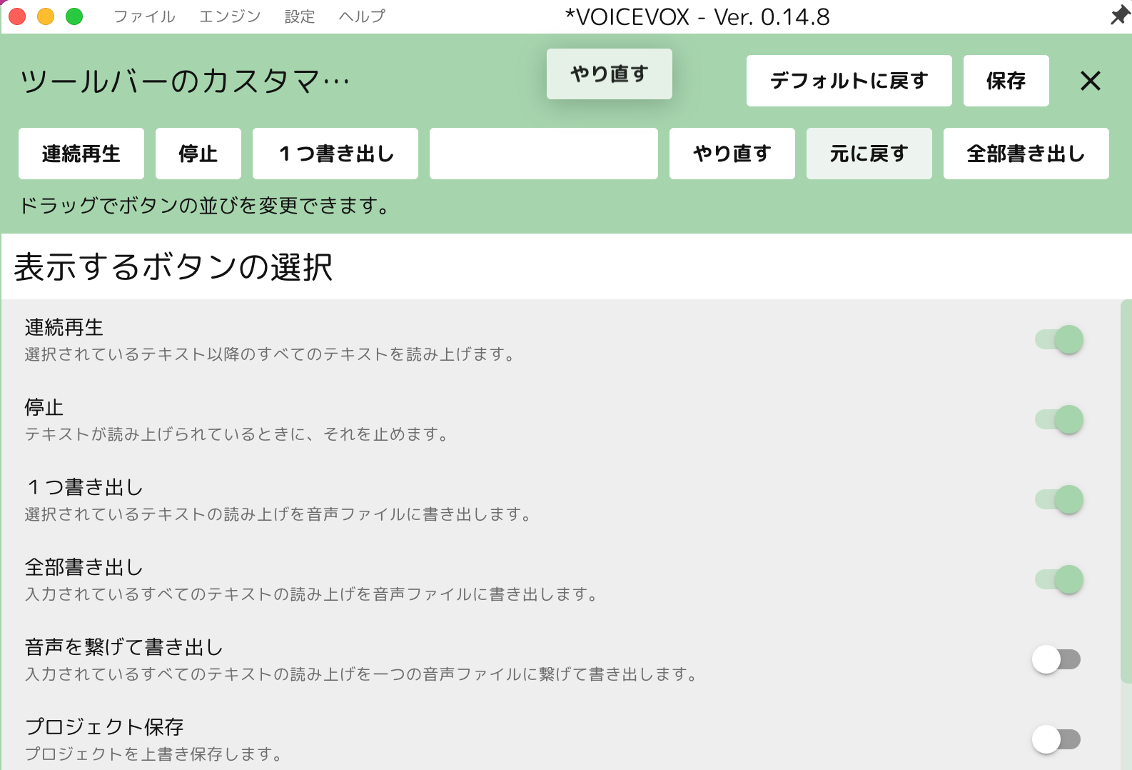 ファイル エンジン 設定 ヘルプ *VOICEVOX - Ver. 0.14.8
ツールバーのカスタマ… やり直す デフォルトに戻す 保存
連続再生 停止 １つ書き出し やり直す 元に戻す 全部書き出し
ドラッグでボタンの並びを変更できます。
表示するボタンの選択
連続再生
選択されているテキスト以降のすべてのテキストを読み上げます。
停止
テキストが読み上げられているときに、それを止めます。
１つ書き出し
選択されているテキストの読み上げを音声ファイルに書き出します。
全部書き出し
入力されているすべてのテキストの読み上げを音声ファイルに書き出します。
音声を繋げて書き出し
入力されているすべてのテキストの読み上げを一つの音声ファイルに繋げて書き出します。
プロジェクト保存
プロジェクトを上書き保存します。